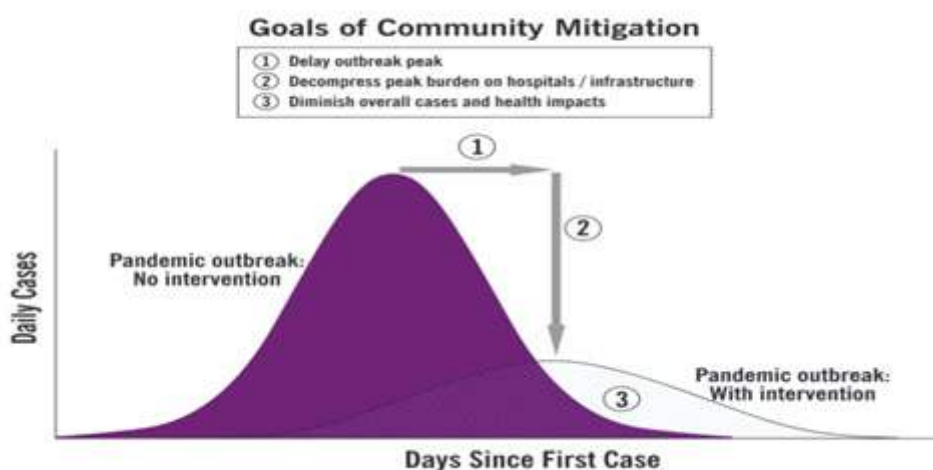 Goals of Community Mitigation
① Delay outbreak peak
② Decompress peak burden on hospitals / infrastructure
③ Diminish overall cases and health impacts
①
②
Pandemic outbreak:
No intervention
Daily Cases
Pandemic outbreak:
With intervention
③
Days Since First Case